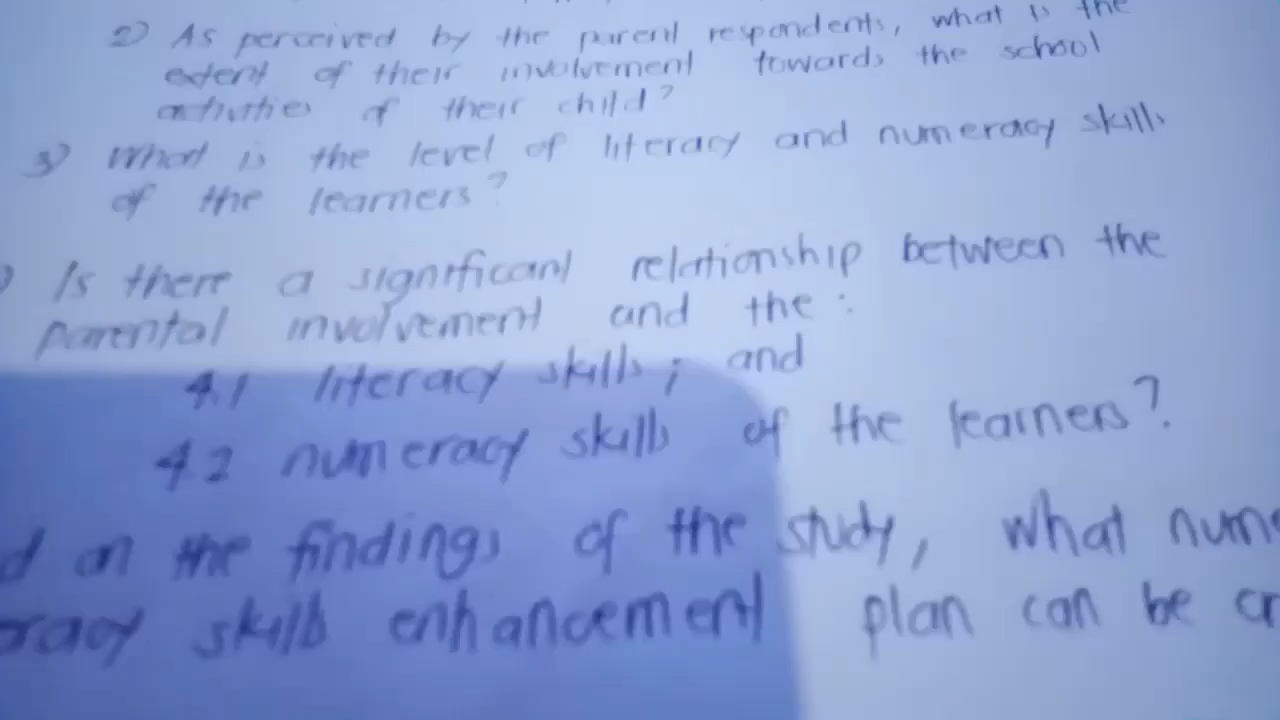 2) As perceived by the parent respondents, what is the
extent of their involvement towards the school
activities of their child?
3) What is the level of literacy and numeracy skills
of the learners?
) Is there a significant relationship between the
parental involvement and the:
4.1 literacy skills; and
4.2 numeracy skills of the learners?
d on the findings of the study, what nume
racy skills enhancement plan can be cr